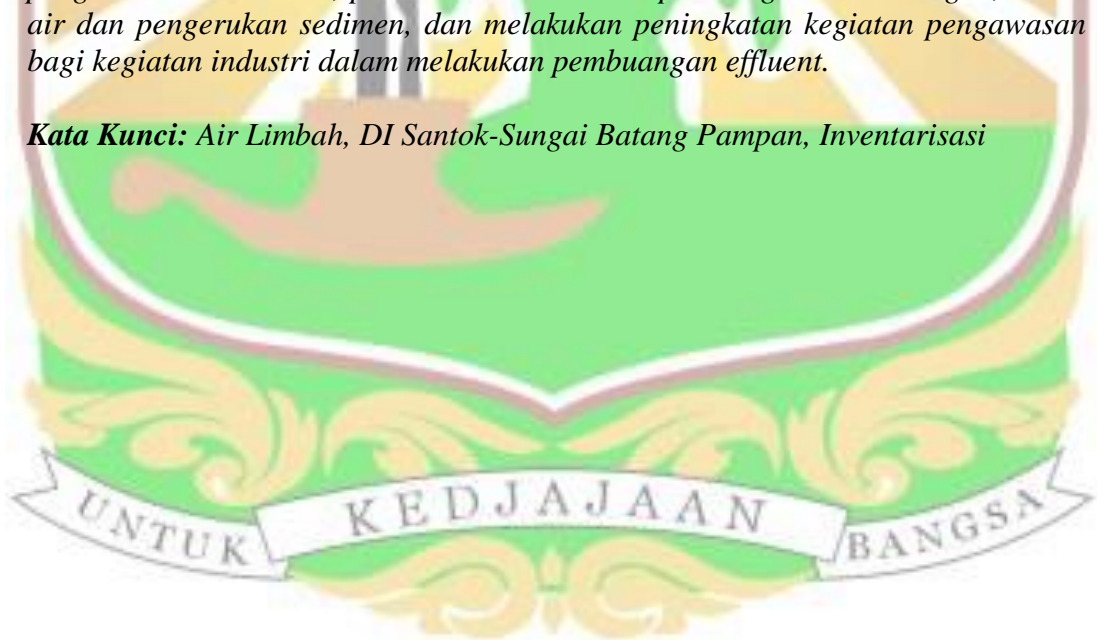 air dan pengerukan sedimen, dan melakukan peningkatan kegiatan pengawasan
bagi kegiatan industri dalam melakukan pembuangan effluent.
Kata Kunci: Air Limbah, DI Santok-Sungai Batang Pampan, Inventarisasi
UNTUK KEDJAJAAN BANGSA